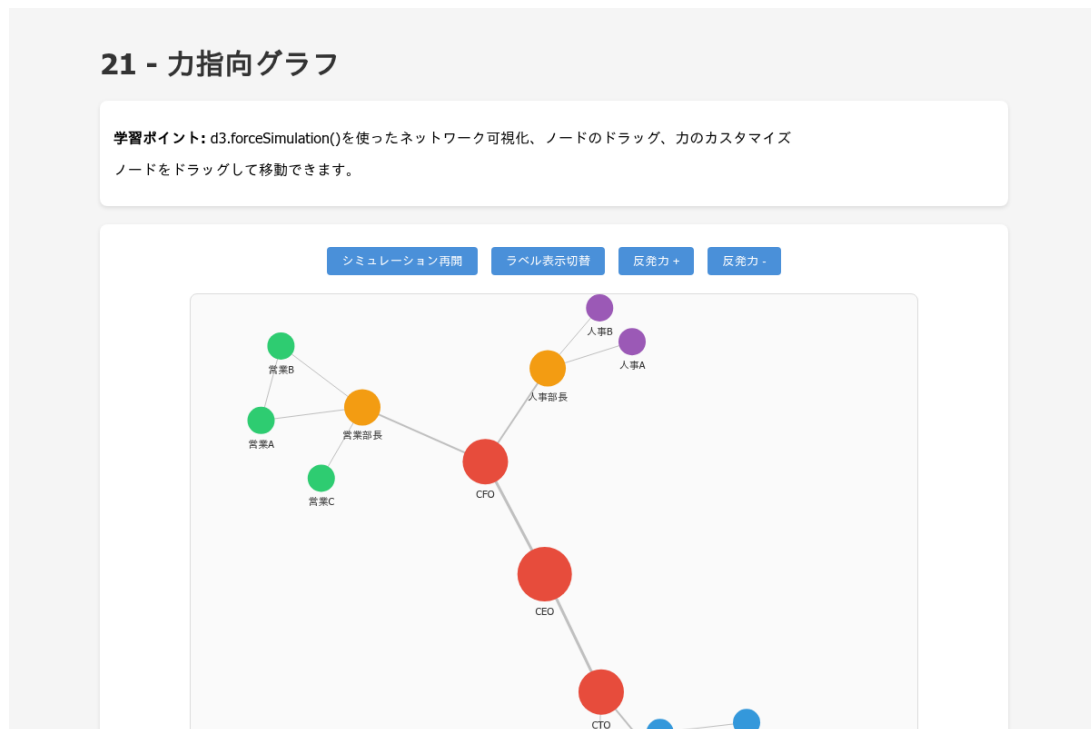 21 - 力指向グラフ
学習ポイント: d3.forceSimulation()を使ったネットワーク可視化、ノードのドラッグ、力のカスタマイズ
ノードをドラッグして移動できます。
シミュレーション再開
ラベル表示切替
反発力 +
反発力 -
人事B
人事A
営業B
人事部長
営業部長
営業A
CFO
営業C
CEO
CTO